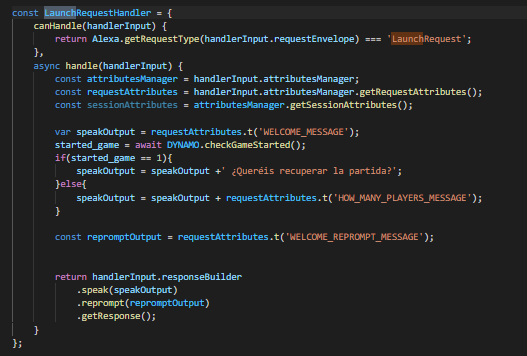 const LaunchRequestHandler = {
    canHandle(handlerInput) {
        return Alexa.getRequestType(handlerInput.requestEnvelope) === 'LaunchRequest';
    },
    async handle(handlerInput) {
        const attributesManager = handlerInput.attributesManager;
        const requestAttributes = handlerInput.attributesManager.getRequestAttributes();
        const sessionAttributes = attributesManager.getSessionAttributes();

        var speakOutput = requestAttributes.t('WELCOME_MESSAGE');
        started_game = await DYNAMO.checkGameStarted();
        if(started_game == 1){
            speakOutput = speakOutput +' ¿Queréis recuperar la partida?';
        }else{
            speakOutput = speakOutput + requestAttributes.t('HOW_MANY_PLAYERS_MESSAGE');
        }

        const repromptOutput = requestAttributes.t('WELCOME_REPROMPT_MESSAGE');


        return handlerInput.responseBuilder
            .speak(speakOutput)
            .reprompt(repromptOutput)
            .getResponse();
    }
};